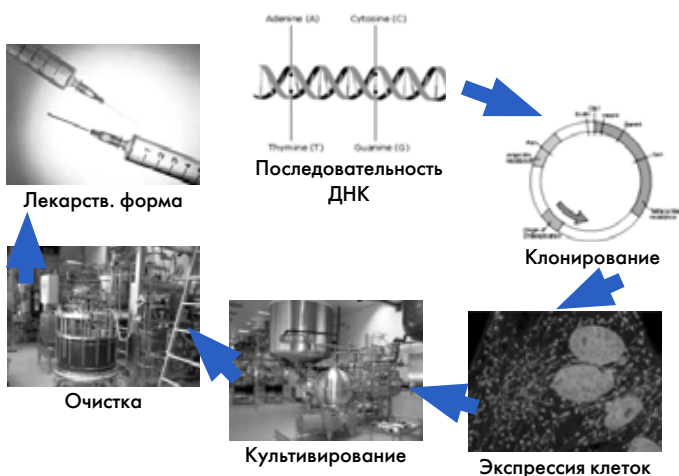 Adenine (A)
Cytosine (C)
Thymine (T)
Guanine (G)
Последовательность
ДНК
Клонирование
Экспрессия клеток
Культивирование
Очистка
Лекарств. форма